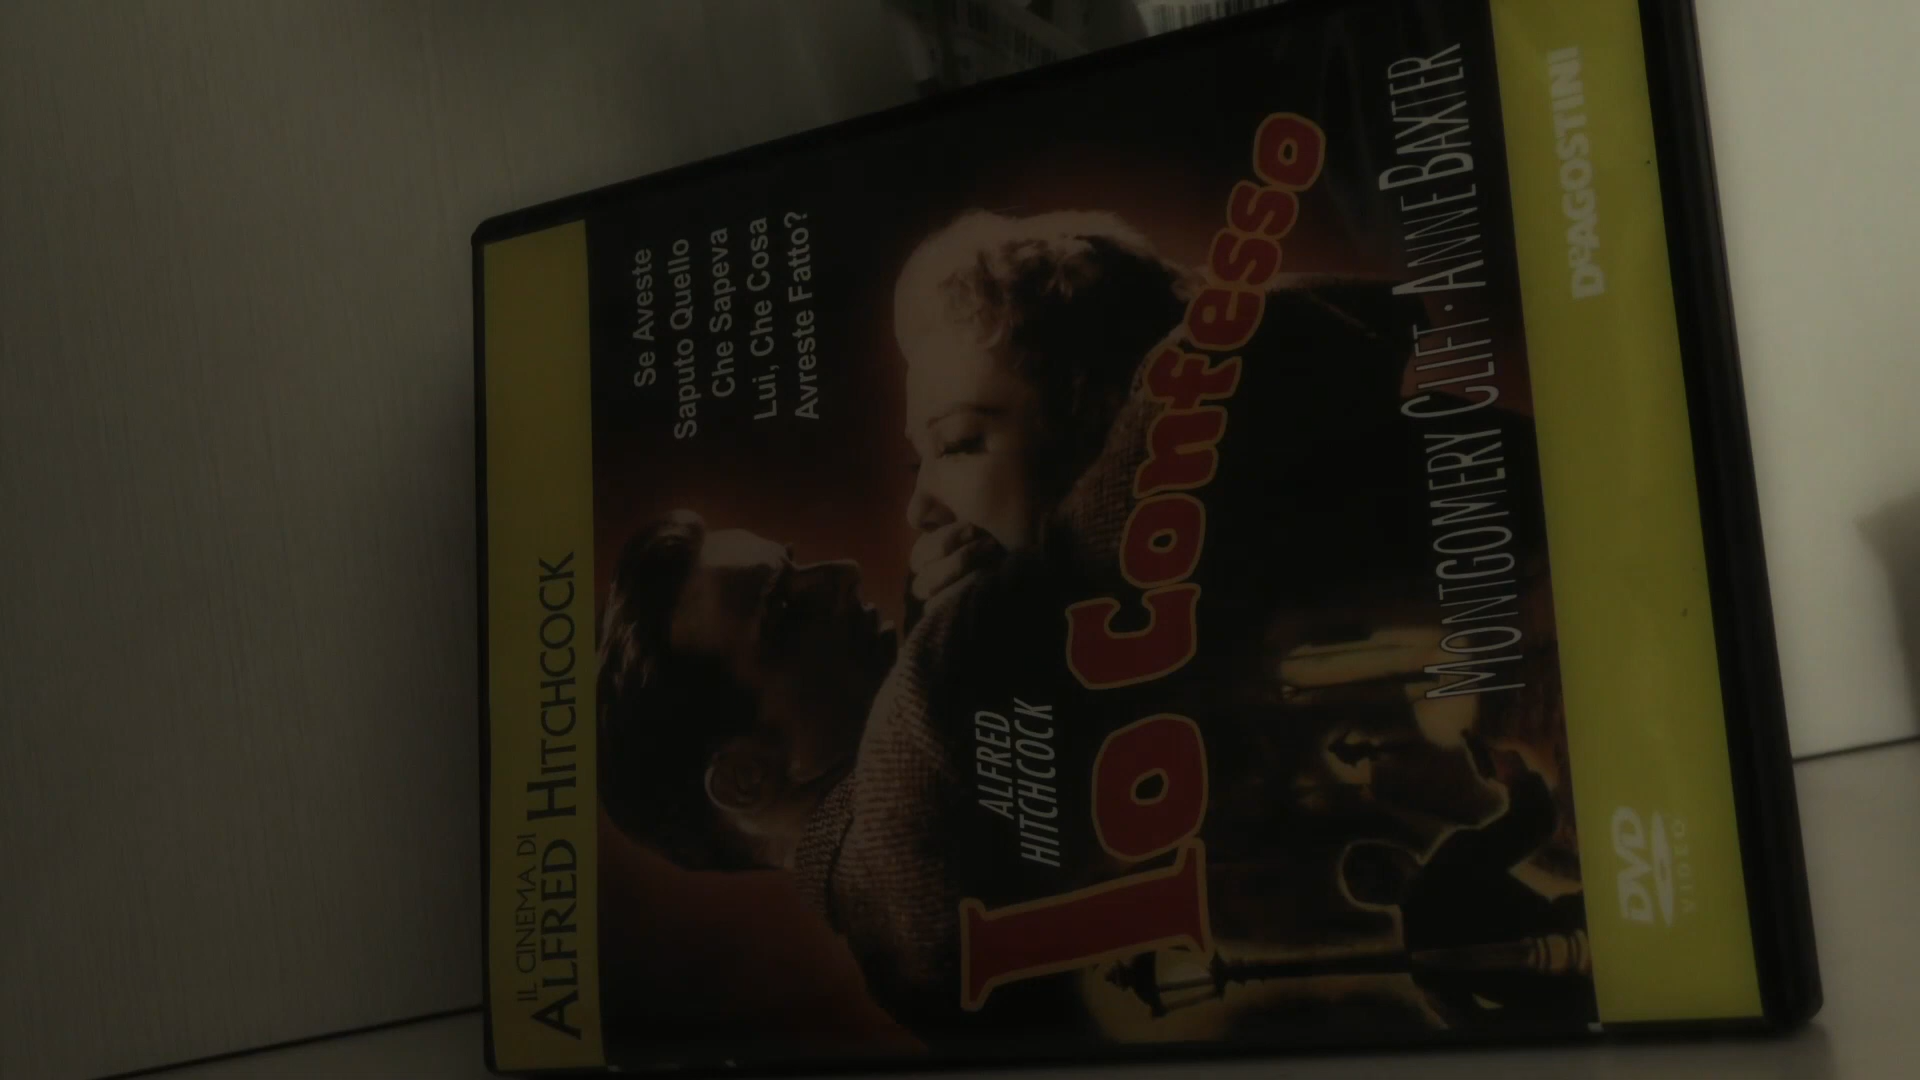 IL CINEMA DI
ALFRED HITCHCOCK
Se Aveste
Saputo Quello
Che Sapeva
Lui, Che Cosa
Avreste Fatto?
ALFRED
HITCHCOCK
Io Confesso
MONTGOMERY CLIFT · ANNE BAXTER
DVD
VIDEO
DeAGOSTINI